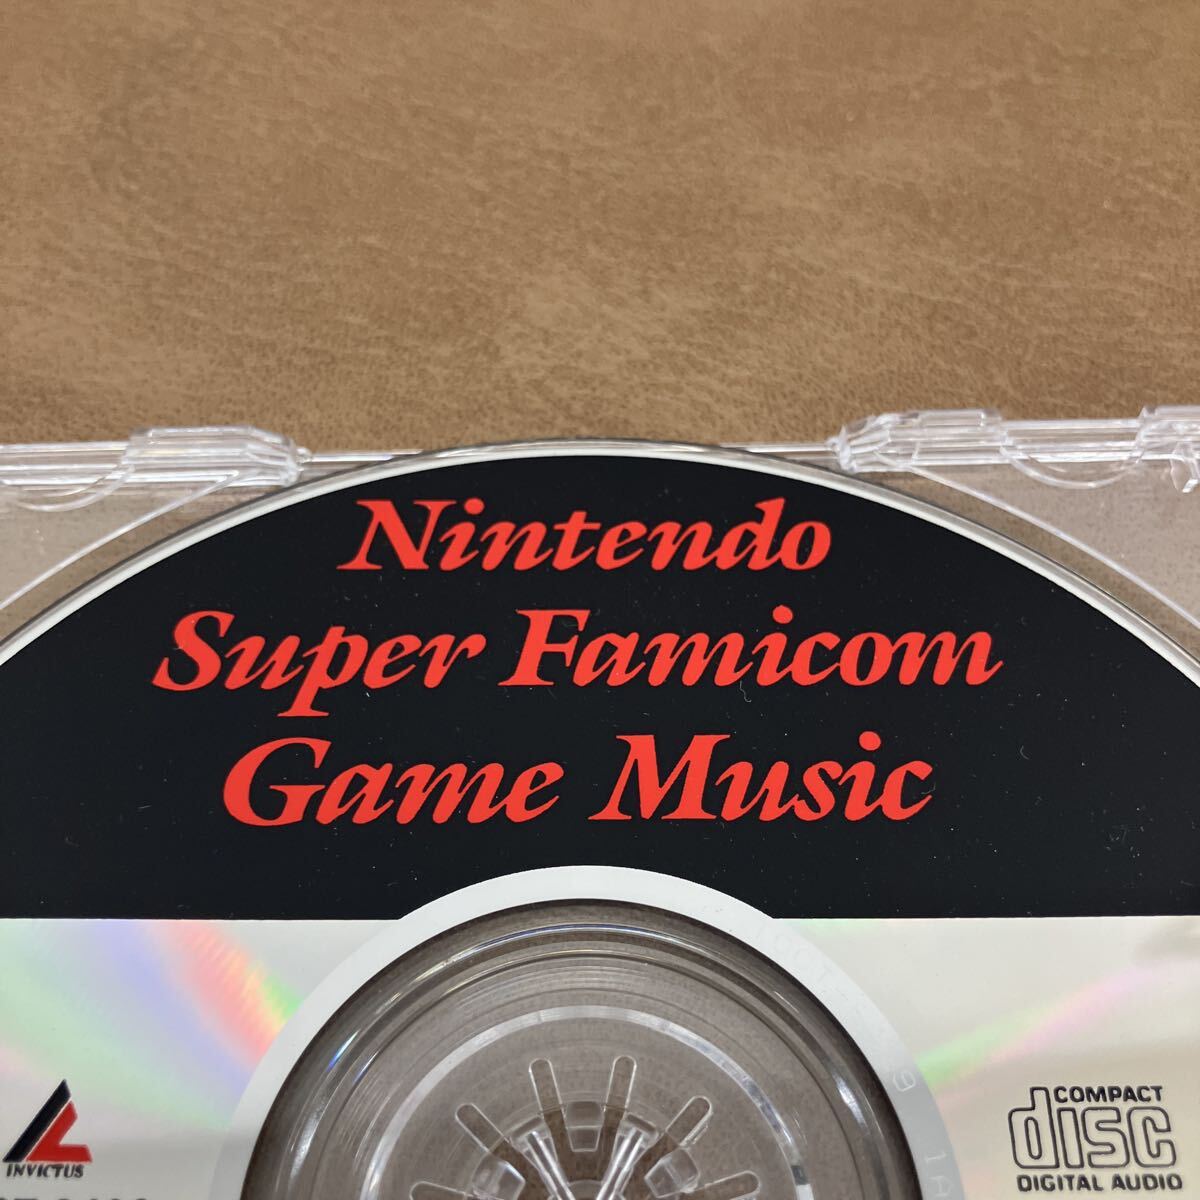 Nintendo
Super Famicom
Game Music
INVICTUS
COMPACT
disc
DIGITAL AUDIO